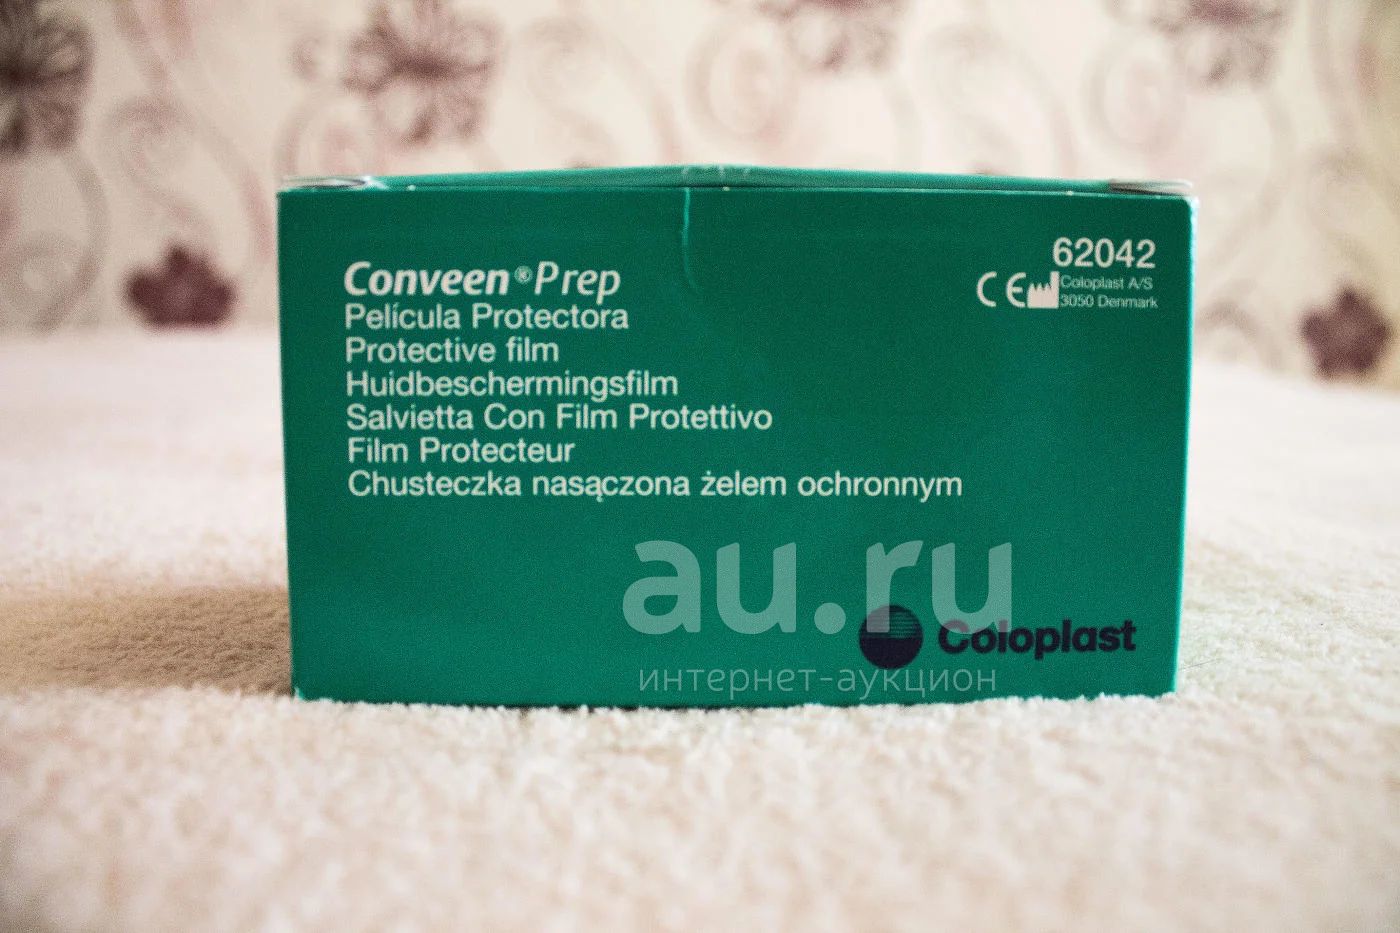 62042
CE
Coloplast A/S
3050 Denmark
Conveen® Prep
Película Protectora
Protective film
Huidbeschermingsfilm
Salvietta Con Film Protettivo
Film Protecteur
Chusteczka nasączona żelem ochronnym
au.ru
интернет-аукцион
Coloplast